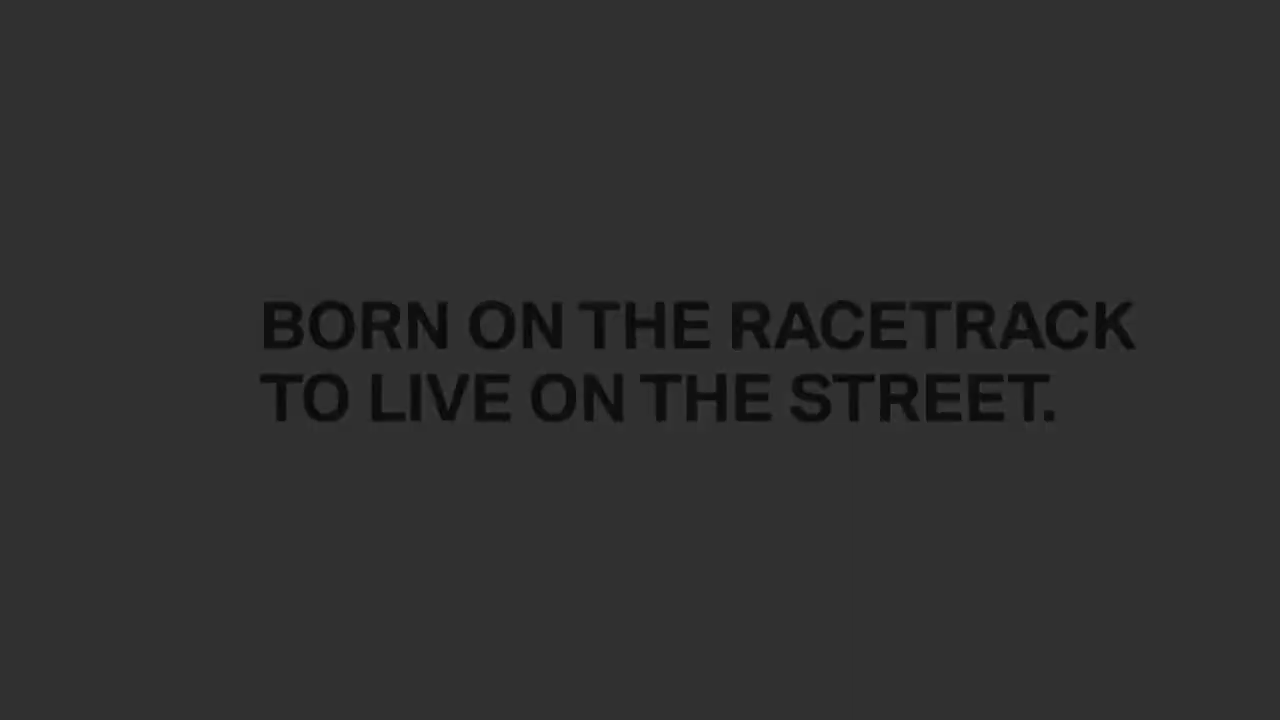 BORN ON THE RACETRACK
TO LIVE ON THE STREET.